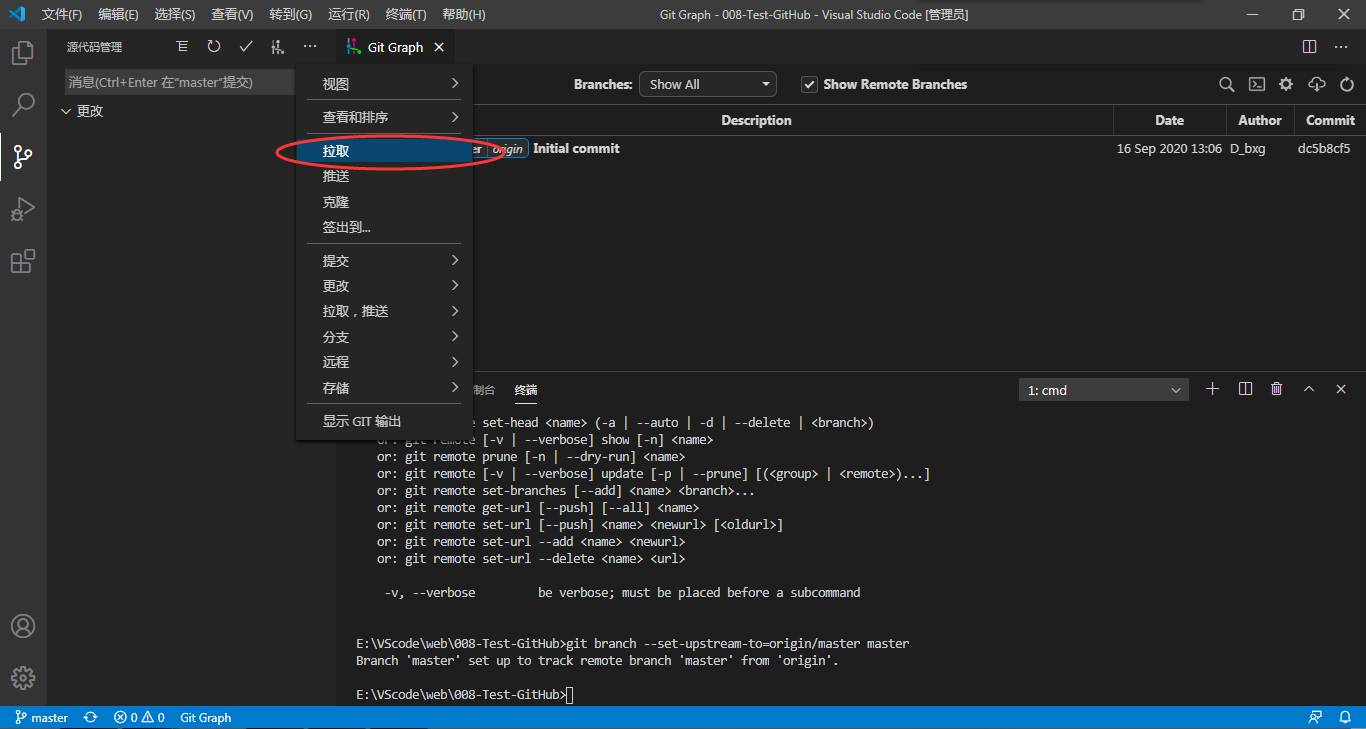 文件(F) 编辑(E) 选择(S) 查看(V) 转到(G) 运行(R) 终端(T) 帮助(H) Git Graph - 008-Test-GitHub - Visual Studio Code [管理员]
源代码管理 Git Graph
消息(Ctrl+Enter 在"master"提交)
更改
视图
查看和排序
拉取
推送
克隆
签出到...
提交
更改
拉取，推送
分支
远程
存储
显示 GIT 输出
Branches: Show All Show Remote Branches
Description Date Author Commit
er origin Initial commit 16 Sep 2020 13:06 D_bxg dc5b8cf5
制台 终端 1: cmd
set-head <name> (-a | --auto | -d | --delete | <branch>)
or: git remote [-v | --verbose] show [-n] <name>
or: git remote prune [-n | --dry-run] <name>
or: git remote [-v | --verbose] update [-p | --prune] [(<group> | <remote>)...]
or: git remote set-branches [--add] <name> <branch>...
or: git remote get-url [--push] [--all] <name>
or: git remote set-url [--push] <name> <newurl> [<oldurl>]
or: git remote set-url --add <name> <newurl>
or: git remote set-url --delete <name> <url>
-v, --verbose be verbose; must be placed before a subcommand
E:\VScode\web\008-Test-GitHub>git branch --set-upstream-to=origin/master master
Branch 'master' set up to track remote branch 'master' from 'origin'.
E:\VScode\web\008-Test-GitHub>
master 0 0 Git Graph